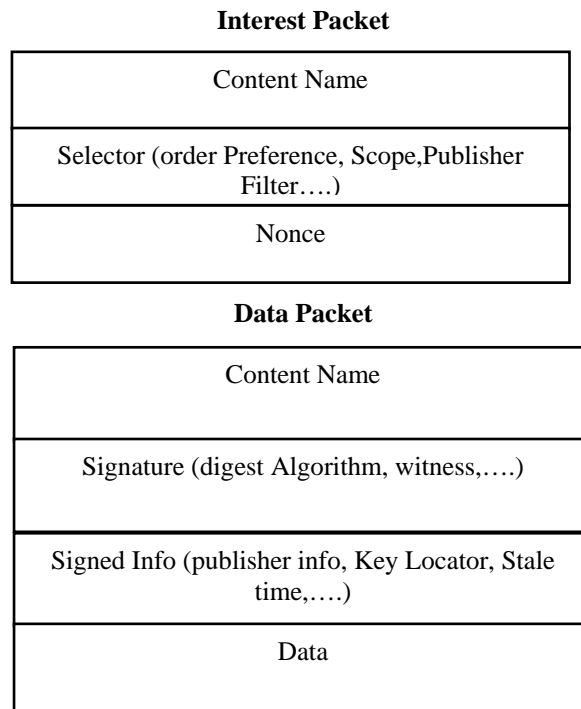 Interest Packet
Content Name
Selector (order Preference, Scope,Publisher
Filter….)
Nonce
Data Packet
Content Name
Signature (digest Algorithm, witness,….)
Signed Info (publisher info, Key Locator, Stale
time,….)
Data